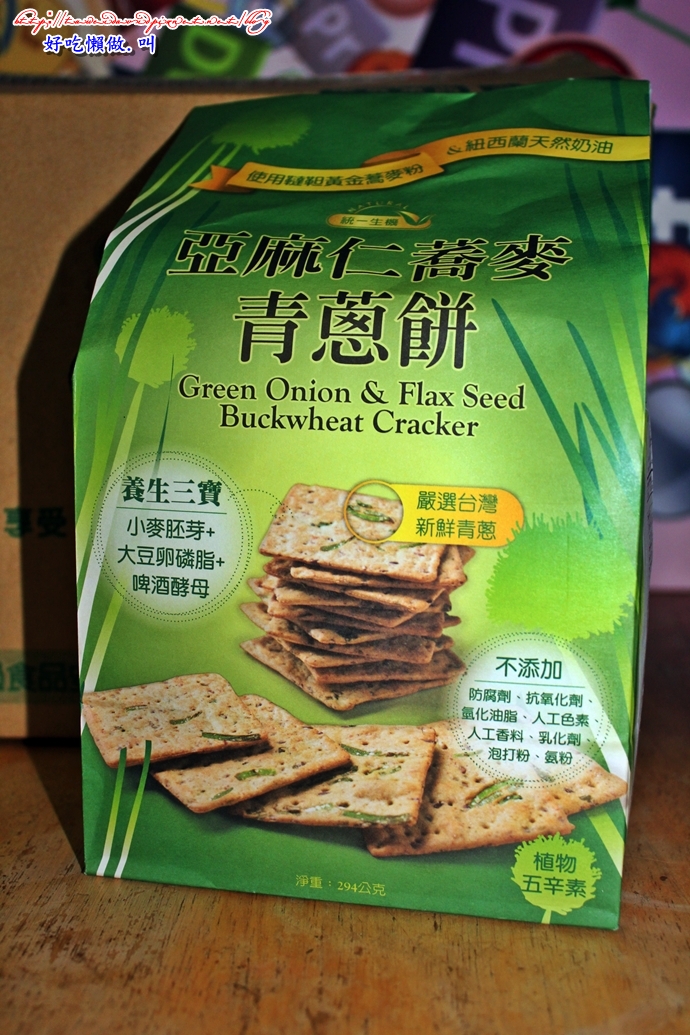 好吃懶做.叫
使用韃靼黃金蕎麥粉
&紐西蘭天然奶油
NATURAL
統一生機
亞麻仁蕎麥
青蔥餅
Green Onion & Flax Seed
Buckwheat Cracker
養生三寶
小麥胚芽+
大豆卵磷脂+
啤酒酵母
嚴選台灣
新鮮青蔥
不添加
防腐劑、抗氧化劑、
氫化油脂、人工色素、
人工香料、乳化劑
泡打粉、氨粉
植物
五辛素
淨重：294公克
享受
食品